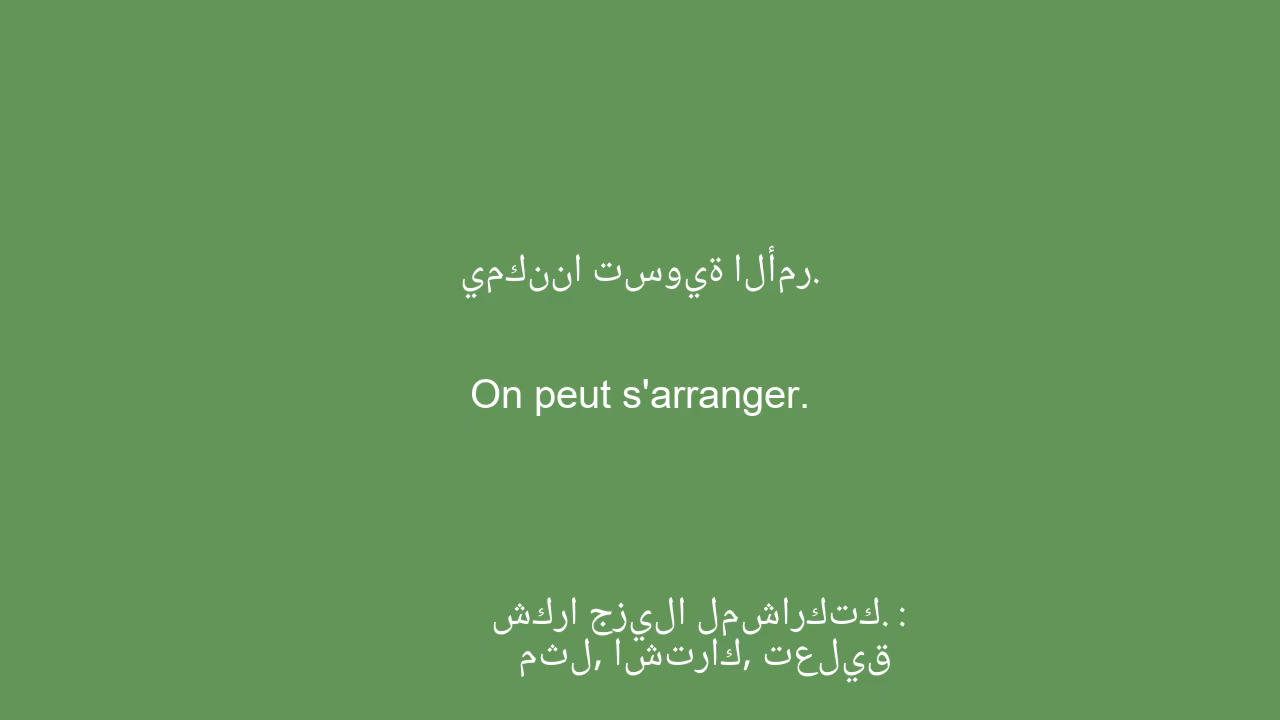 يمكننا تسوية الأمر.
On peut s'arranger.
شكرا جزيلا لمشاركتك. :
مثل, اشتراك, تعليق